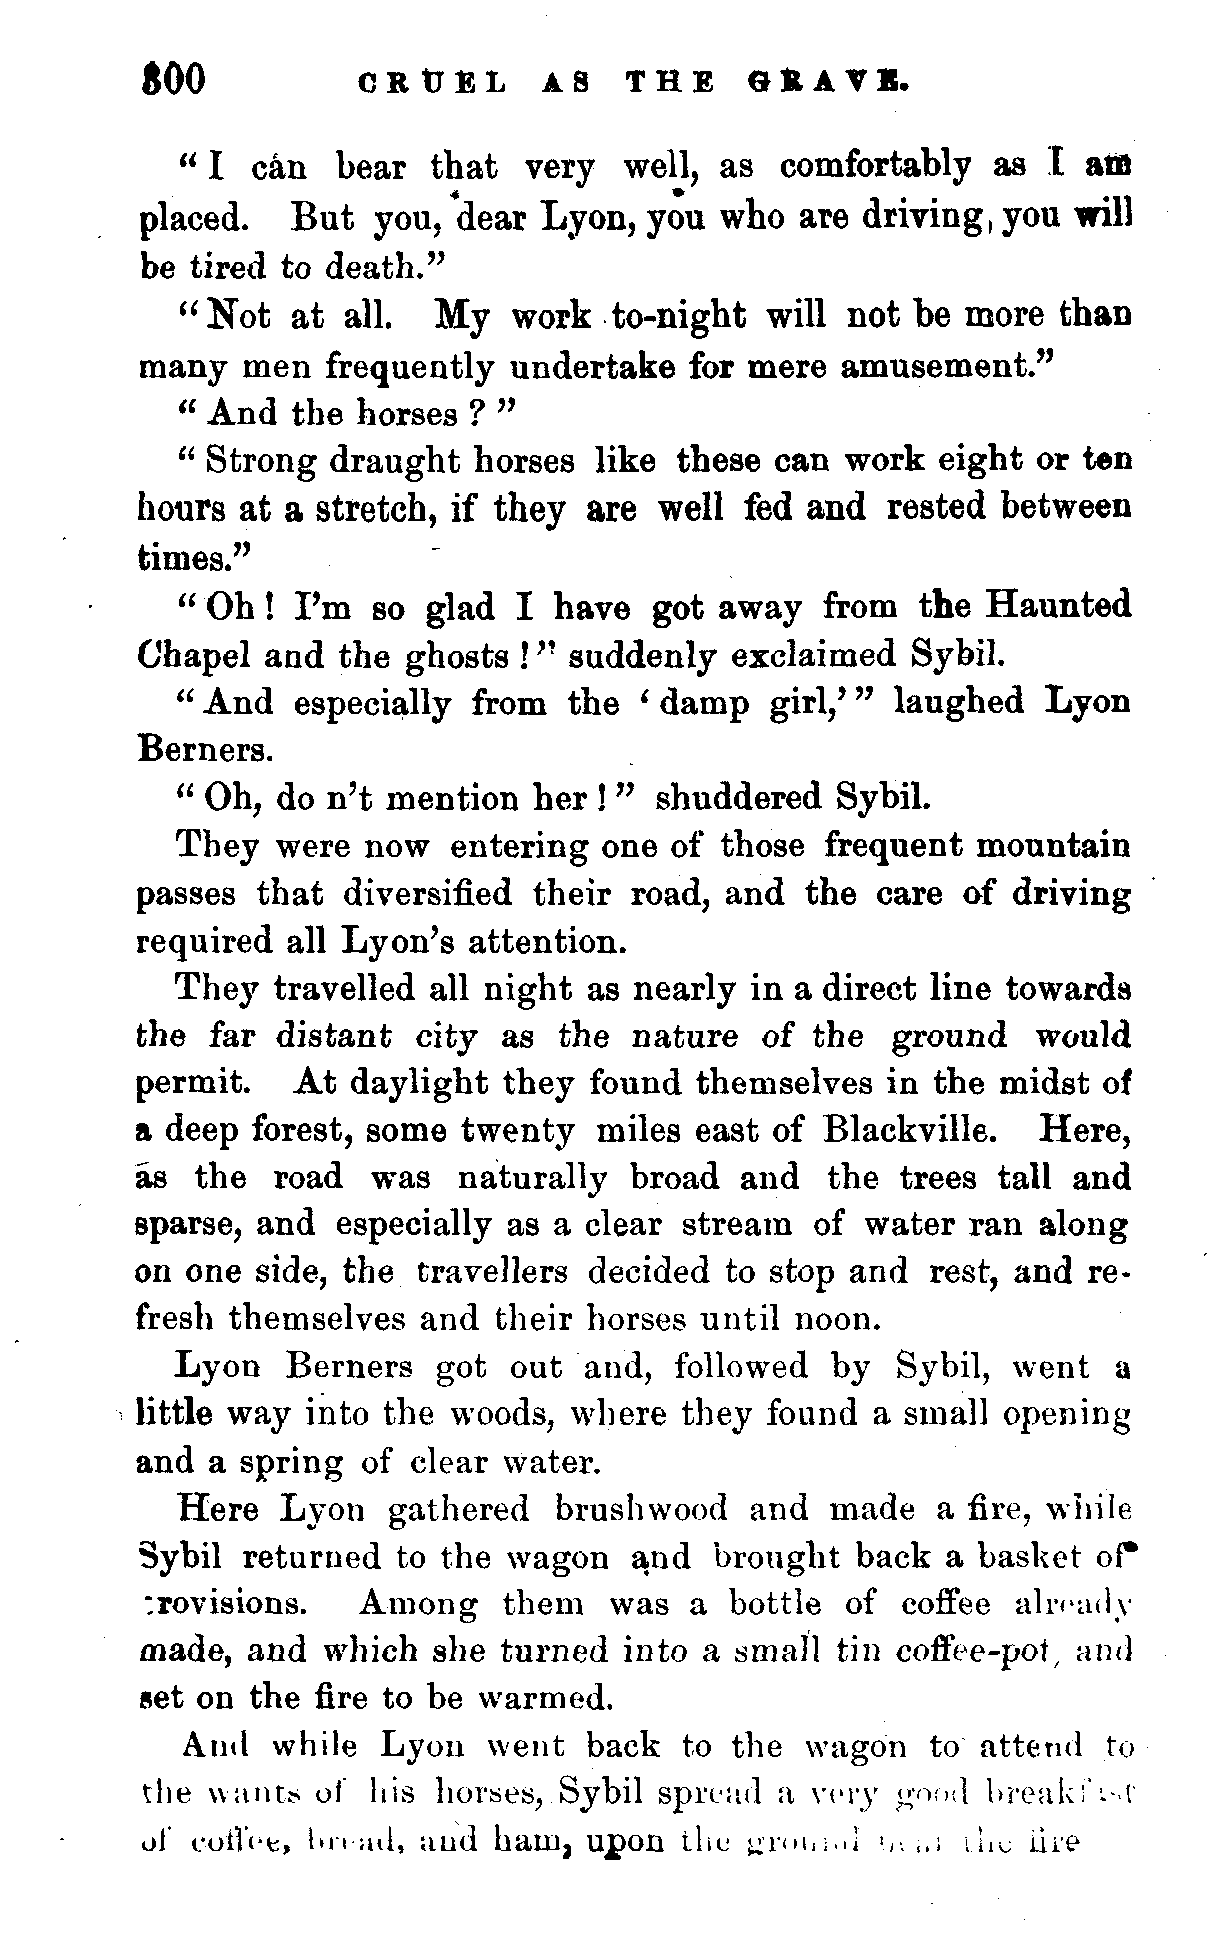 300 CRUEL AS THE GRAVE.
“ I can bear that very well, as comfortably as I am
placed. But you, dear Lyon, you who are driving, you will
be tired to death.”
“ Not at all. My work to-night will not be more than
many men frequently undertake for mere amusement.”
“ And the horses ? ”
“ Strong draught horses like these can work eight or ten
hours at a stretch, if they are well fed and rested between
times.”
“ Oh ! I’m so glad I have got away from the Haunted
Chapel and the ghosts ! ” suddenly exclaimed Sybil.
“ And especially from the ‘ damp girl,’ ” laughed Lyon
Berners.
“ Oh, do n’t mention her ! ” shuddered Sybil.
They were now entering one of those frequent mountain
passes that diversified their road, and the care of driving
required all Lyon’s attention.
They travelled all night as nearly in a direct line towards
the far distant city as the nature of the ground would
permit. At daylight they found themselves in the midst of
a deep forest, some twenty miles east of Blackville. Here,
as the road was naturally broad and the trees tall and
sparse, and especially as a clear stream of water ran along
on one side, the travellers decided to stop and rest, and re-
fresh themselves and their horses until noon.
Lyon Berners got out and, followed by Sybil, went a
little way into the woods, where they found a small opening
and a spring of clear water.
Here Lyon gathered brushwood and made a fire, while
Sybil returned to the wagon and brought back a basket of
provisions. Among them was a bottle of coffee already
made, and which she turned into a small tin coffee-pot, and
set on the fire to be warmed.
And while Lyon went back to the wagon to attend to
the wants of his horses, Sybil spread a very good breakfast
of coffee, bread, and ham, upon the ground the fire